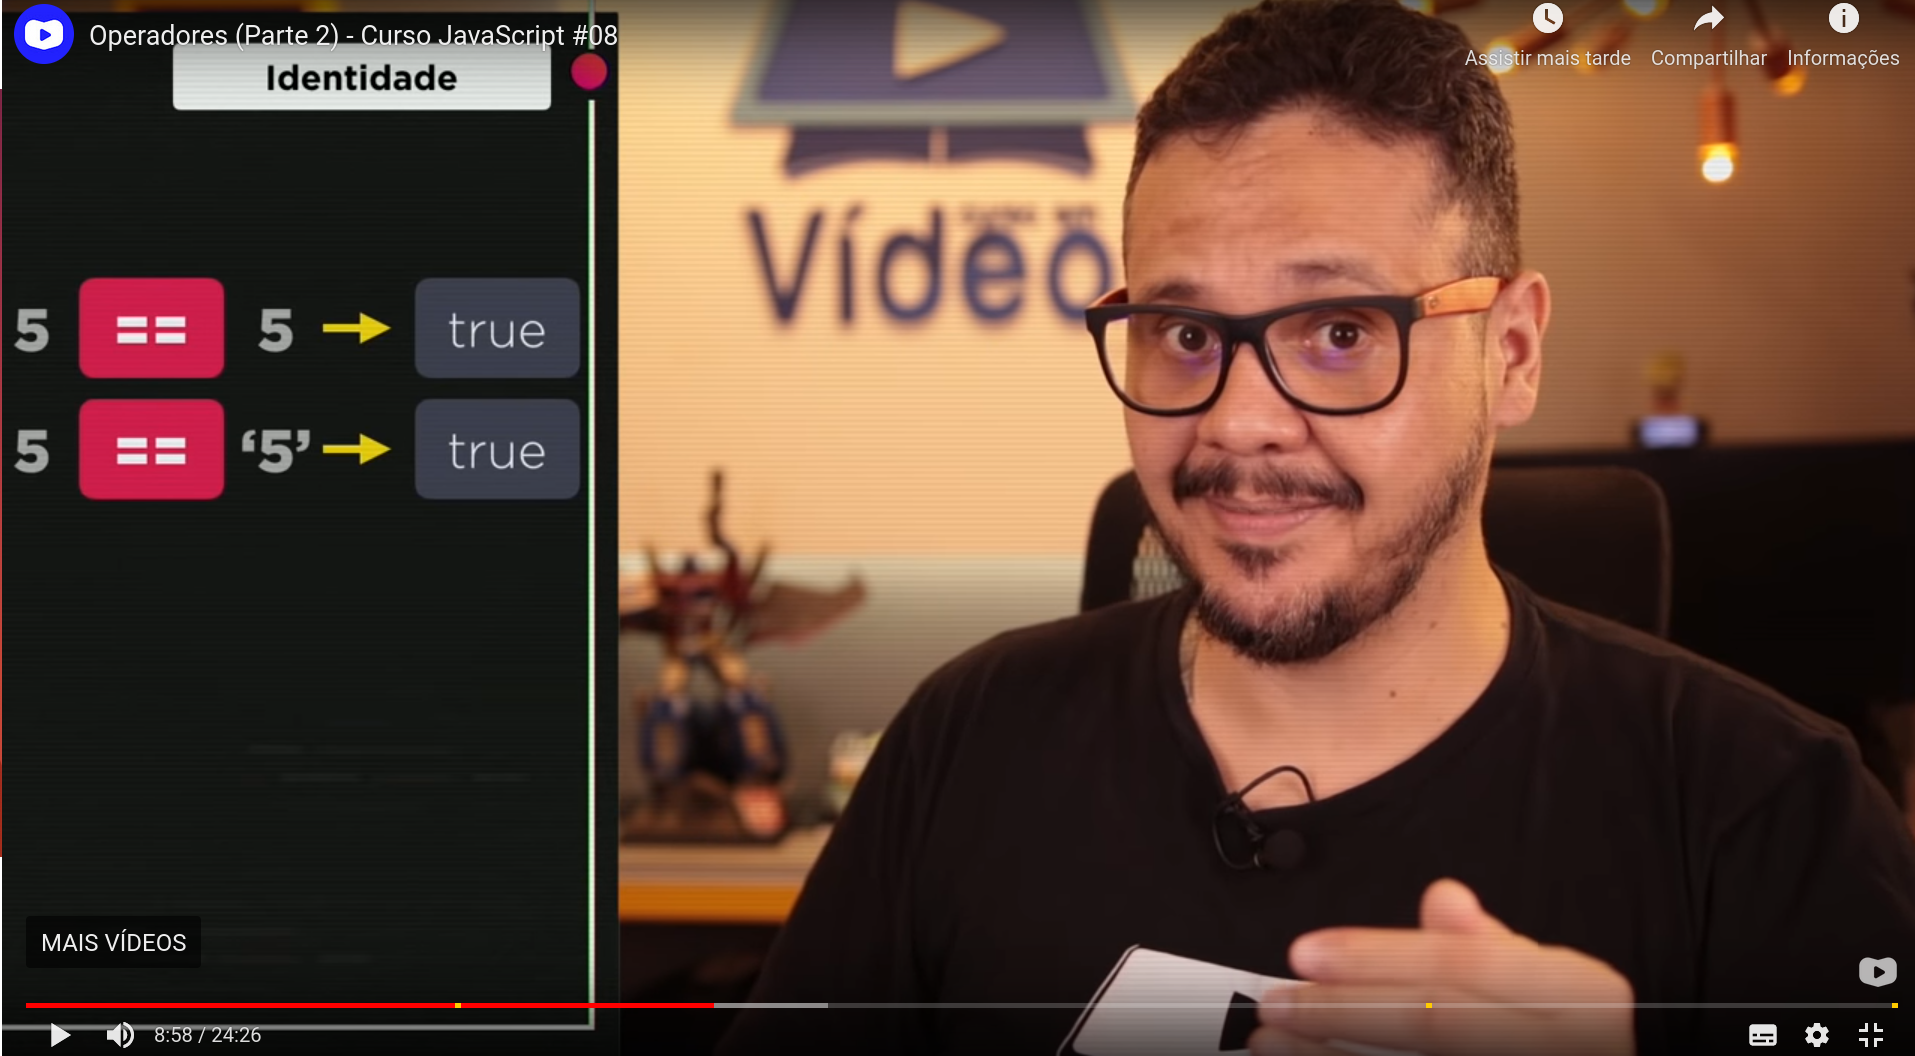 Operadores (Parte 2) - Curso JavaScript #08
Assistir mais tarde
Compartilhar
Informações
Identidade
Vídeo
5 == 5 → true
5 == ‘5’ → true
MAIS VÍDEOS
8:58 / 24:26